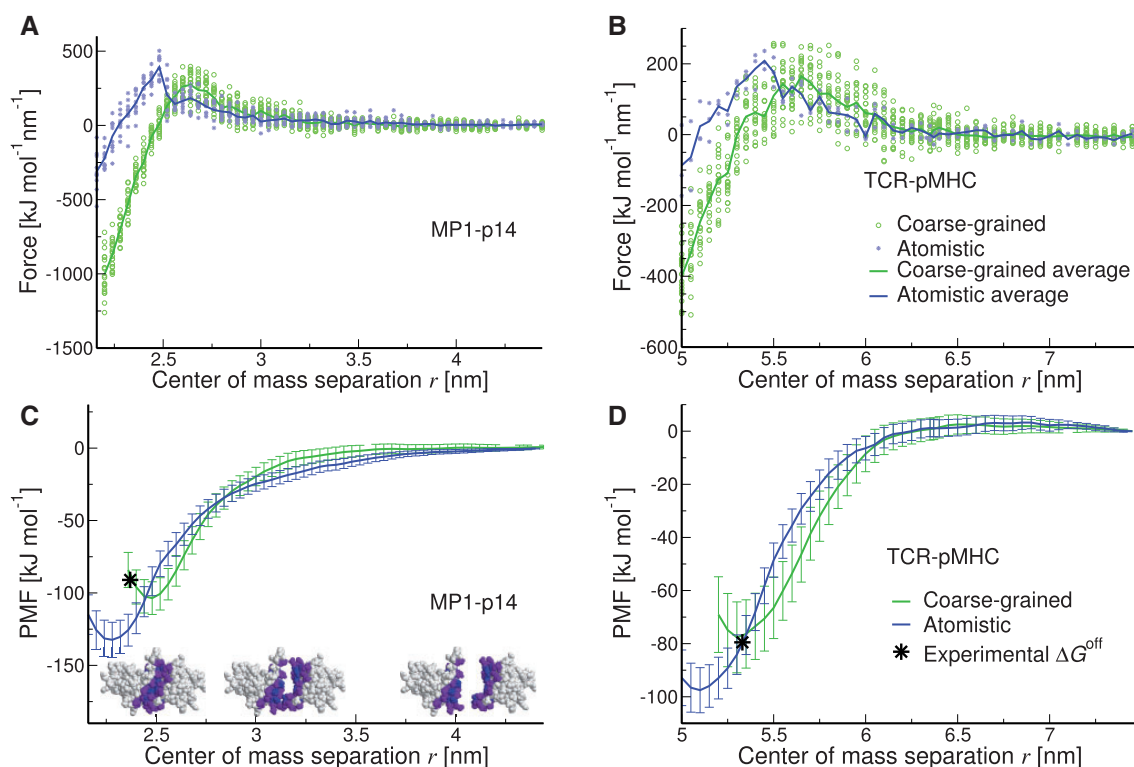 A
500
0
-500
-1000
-1500
Force [kJ mol⁻¹ nm⁻¹]
MP1-p14
2.5 3 3.5 4
Center of mass separation r [nm]
B
200
0
-200
-400
-600
Force [kJ mol⁻¹ nm⁻¹]
TCR-pMHC
Coarse-grained
Atomistic
Coarse-grained average
Atomistic average
5 5.5 6 6.5 7
Center of mass separation r [nm]
C
0
-50
-100
-150
PMF [kJ mol⁻¹]
MP1-p14
2.5 3 3.5 4
Center of mass separation r [nm]
D
0
-20
-40
-60
-80
-100
PMF [kJ mol⁻¹]
TCR-pMHC
Coarse-grained
Atomistic
Experimental ΔG^off
5 5.5 6 6.5 7
Center of mass separation r [nm]